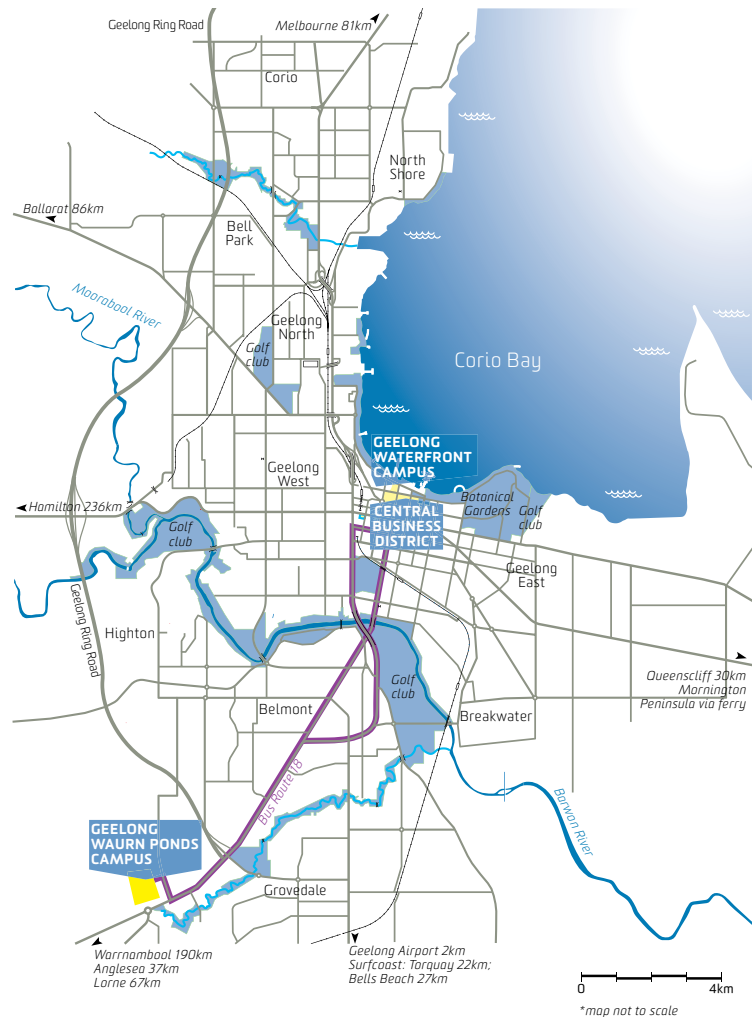 Geelong Ring Road
Melbourne 81km
Corio
North
Shore
Ballarat 86km
Bell
Park
Moorabool River
Geelong
North
Golf
club
Corio Bay
GEELONG
WATERFRONT
CAMPUS
Geelong
West
Hamilton 236km
Botanical
Gardens
Golf
club
Golf
club
CENTRAL
BUSINESS
DISTRICT
Geelong
East
Geelong Ring Road
Highton
Queenscliff 30km
Mornington
Peninsula via ferry
Golf
club
Belmont
Breakwater
Bus Route 18
Barwon River
GEELONG
WAURN PONDS
CAMPUS
Grovedale
Warrnambool 190km
Anglesea 37km
Lorne 67km
Geelong Airport 2km
Surfcoast: Torquay 22km;
Bells Beach 27km
0 4km
*map not to scale